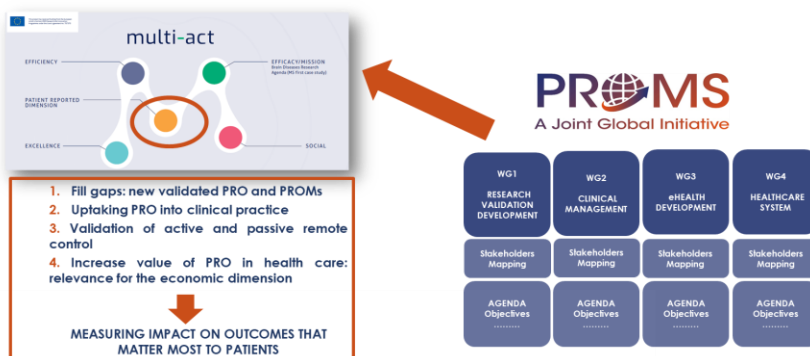 multi-act
EFFICIENCY
EFFICACY/MISSION
Brain Diseases Research
Agenda (MS first case study)
PATIENT REPORTED
DIMENSION
EXCELLENCE
SOCIAL
1. Fill gaps: new validated PRO and PROMs
2. Uptaking PRO into clinical practice
3. Validation of active and passive remote
control
4. Increase value of PRO in health care:
relevance for the economic dimension
MEASURING IMPACT ON OUTCOMES THAT
MATTER MOST TO PATIENTS
PROMS
A Joint Global Initiative
WG1
RESEARCH
VALIDATION
DEVELOPMENT
WG2
CLINICAL
MANAGEMENT
WG3
eHEALTH
DEVELOPMENT
WG4
HEALTHCARE
SYSTEM
Stakeholders
Mapping
Stakeholders
Mapping
Stakeholders
Mapping
Stakeholders
Mapping
AGENDA
Objectives
.........
AGENDA
Objectives
.........
AGENDA
Objectives
.........
AGENDA
Objectives
.........